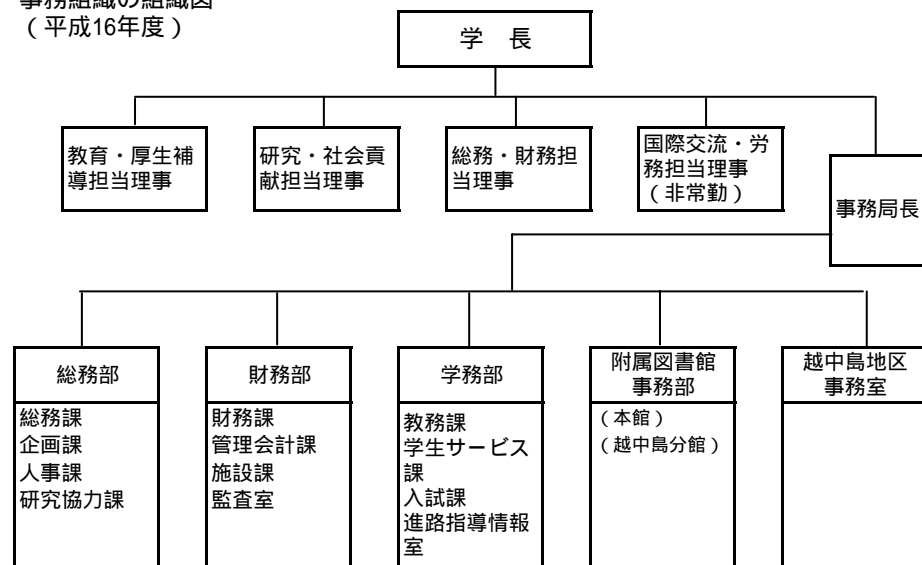 事務組織の組織図
（平成16年度）
学　長
教育・厚生補
導担当理事
研究・社会貢
献担当理事
総務・財務担
当理事
国際交流・労
務担当理事
（非常勤）
事務局長
総務部
総務課
企画課
人事課
研究協力課
財務部
財務課
管理会計課
施設課
監査室
学務部
教務課
学生サービス
課
入試課
進路指導情報
室
附属図書館
事務部
（本館）
（越中島分館）
越中島地区
事務室